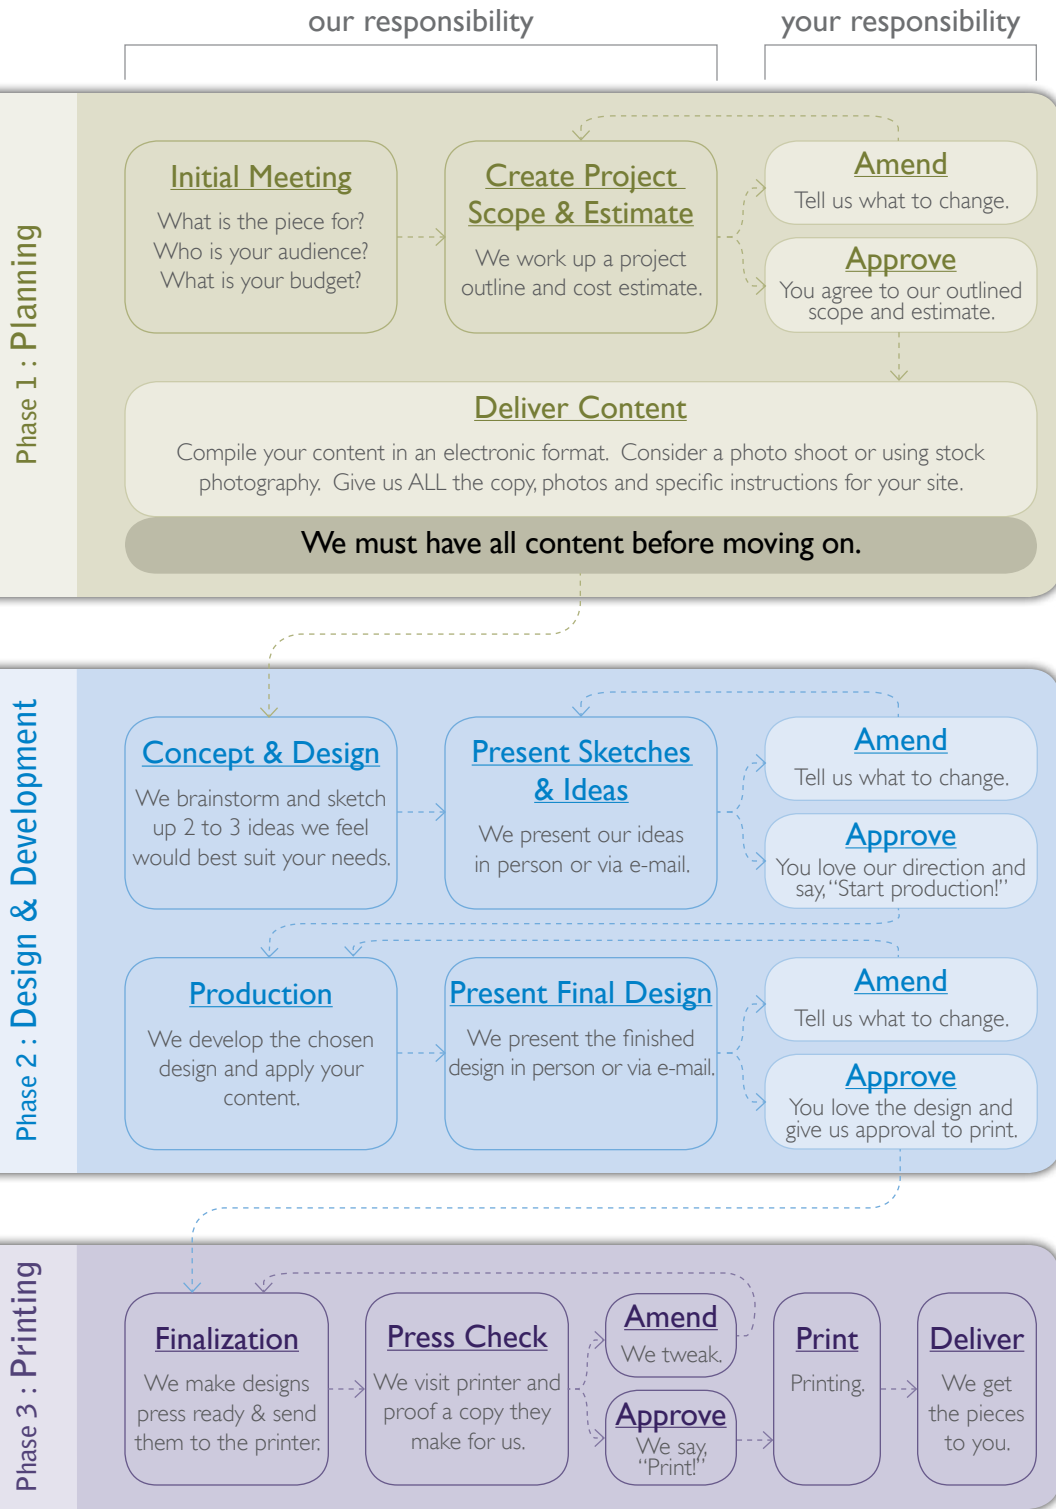 our responsibility
your responsibility
Phase 1 : Planning
Initial Meeting
What is the piece for?
Who is your audience?
What is your budget?
Create Project
Scope & Estimate
We work up a project
outline and cost estimate.
Amend
Tell us what to change.
Approve
You agree to our outlined
scope and estimate.
Deliver Content
Compile your content in an electronic format. Consider a photo shoot or using stock
photography. Give us ALL the copy, photos and specific instructions for your site.
We must have all content before moving on.
Phase 2 : Design & Development
Concept & Design
We brainstorm and sketch
up 2 to 3 ideas we feel
would best suit your needs.
Present Sketches
& Ideas
We present our ideas
in person or via e-mail.
Amend
Tell us what to change.
Approve
You love our direction and
say, “Start production!”
Production
We develop the chosen
design and apply your
content.
Present Final Design
We present the finished
design in person or via e-mail.
Amend
Tell us what to change.
Approve
You love the design and
give us approval to print.
Phase 3 : Printing
Finalization
We make designs
press ready & send
them to the printer.
Press Check
We visit printer and
proof a copy they
make for us.
Amend
We tweak.
Approve
We say,
“Print!”
Print
Printing.
Deliver
We get
the pieces
to you.